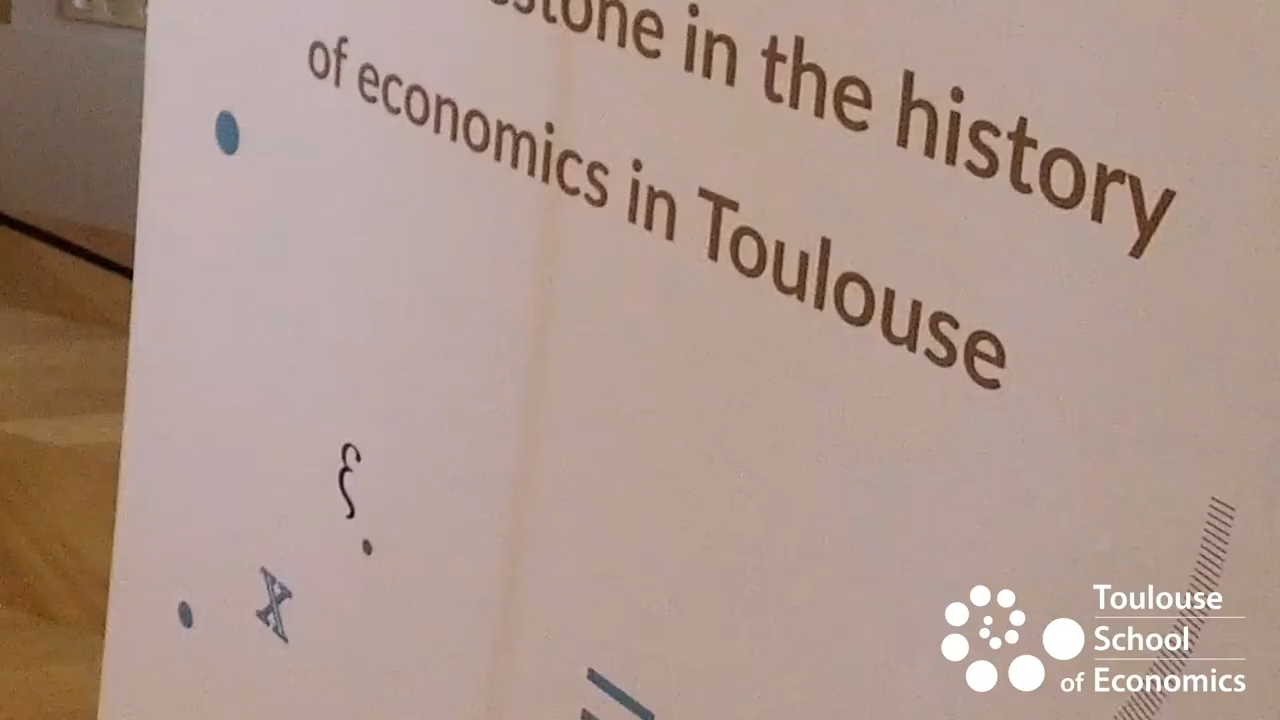 in the history
of economics in Toulouse
X
Toulouse
School
of Economics